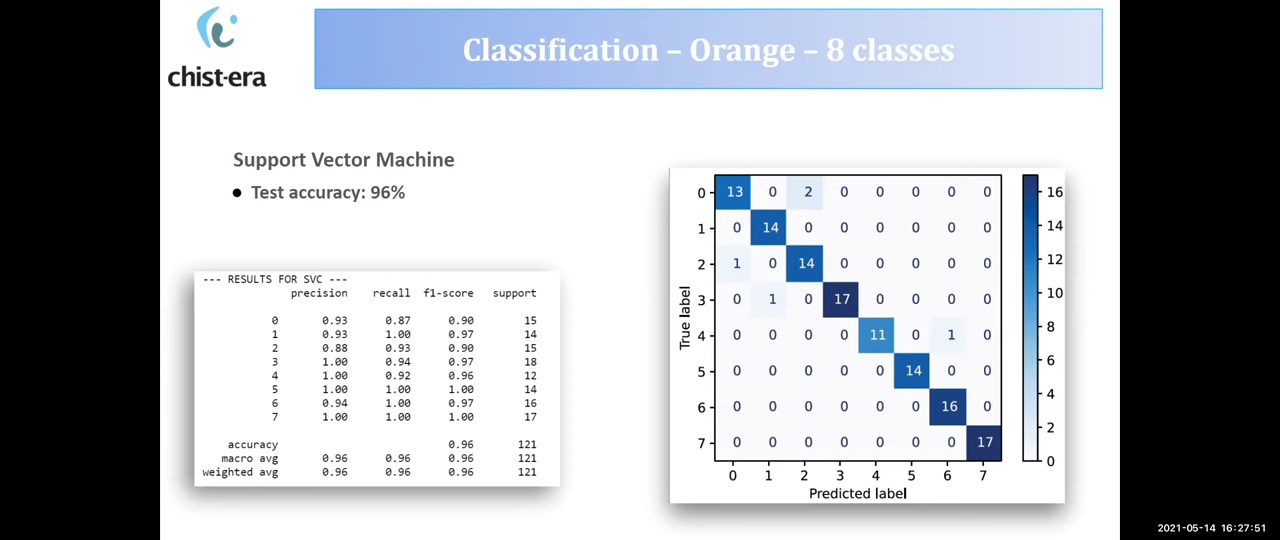 chist-era
Classification – Orange – 8 classes
Support Vector Machine
● Test accuracy: 96%
--- RESULTS FOR SVC ---
precision recall f1-score support
0 0.93 0.87 0.90 15
1 0.93 1.00 0.97 14
2 0.88 0.93 0.90 15
3 1.00 0.94 0.97 18
4 1.00 0.92 0.96 12
5 1.00 1.00 1.00 14
6 0.94 1.00 0.97 16
7 1.00 1.00 1.00 17
accuracy 0.96 121
macro avg 0.96 0.96 0.96 121
weighted avg 0.96 0.96 0.96 121
True label
0 13 0 2 0 0 0 0 0
1 0 14 0 0 0 0 0 0
2 1 0 14 0 0 0 0 0
3 0 1 0 17 0 0 0 0
4 0 0 0 0 11 0 1 0
5 0 0 0 0 0 14 0 0
6 0 0 0 0 0 0 16 0
7 0 0 0 0 0 0 0 17
0 1 2 3 4 5 6 7
Predicted label
16
14
12
10
8
6
4
2
0
2021-05-14 16:27:51